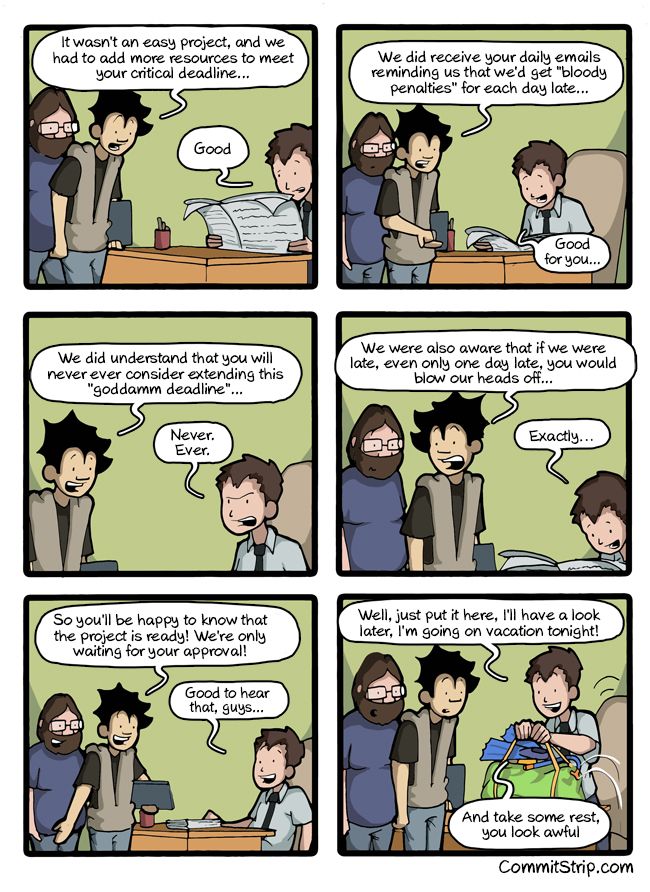 It wasn't an easy project, and we
had to add more resources to meet
your critical deadline...
Good
We did receive your daily emails
reminding us that we'd get "bloody
penalties" for each day late...
Good
for you...
We did understand that you will
never ever consider extending this
"goddamm deadline"...
Never.
Ever.
We were also aware that if we were
late, even only one day late, you would
blow our heads off...
Exactly...
So you'll be happy to know that
the project is ready! We're only
waiting for your approval!
Good to hear
that, guys...
Well, just put it here, I'll have a look
later, I'm going on vacation tonight!
And take some rest,
you look awful
CommitStrip.com